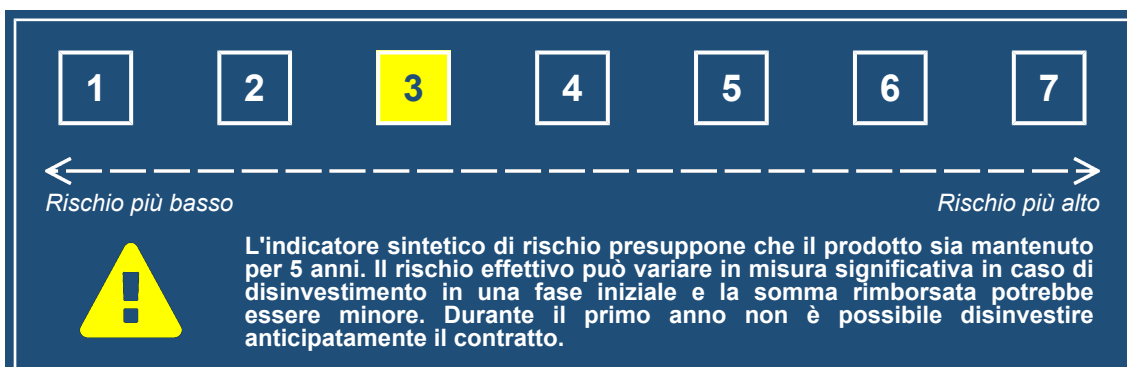 1 2 3 4 5 6 7
Rischio più basso Rischio più alto
L'indicatore sintetico di rischio presuppone che il prodotto sia mantenuto
per 5 anni. Il rischio effettivo può variare in misura significativa in caso di
disinvestimento in una fase iniziale e la somma rimborsata potrebbe
essere minore. Durante il primo anno non è possibile disinvestire
anticipatamente il contratto.